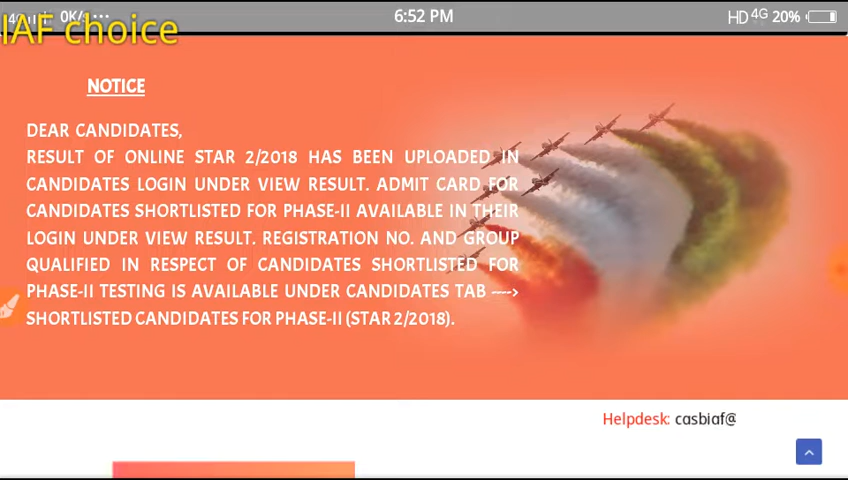 0K/s ...
6:52 PM
HD 4G 20%
IAF choice
NOTICE
DEAR CANDIDATES,
RESULT OF ONLINE STAR 2/2018 HAS BEEN UPLOADED IN
CANDIDATES LOGIN UNDER VIEW RESULT. ADMIT CARD FOR
CANDIDATES SHORTLISTED FOR PHASE-II AVAILABLE IN THEIR
LOGIN UNDER VIEW RESULT. REGISTRATION NO. AND GROUP
QUALIFIED IN RESPECT OF CANDIDATES SHORTLISTED FOR
PHASE-II TESTING IS AVAILABLE UNDER CANDIDATES TAB ---->
SHORTLISTED CANDIDATES FOR PHASE-II (STAR 2/2018).
Helpdesk: casbiaf@